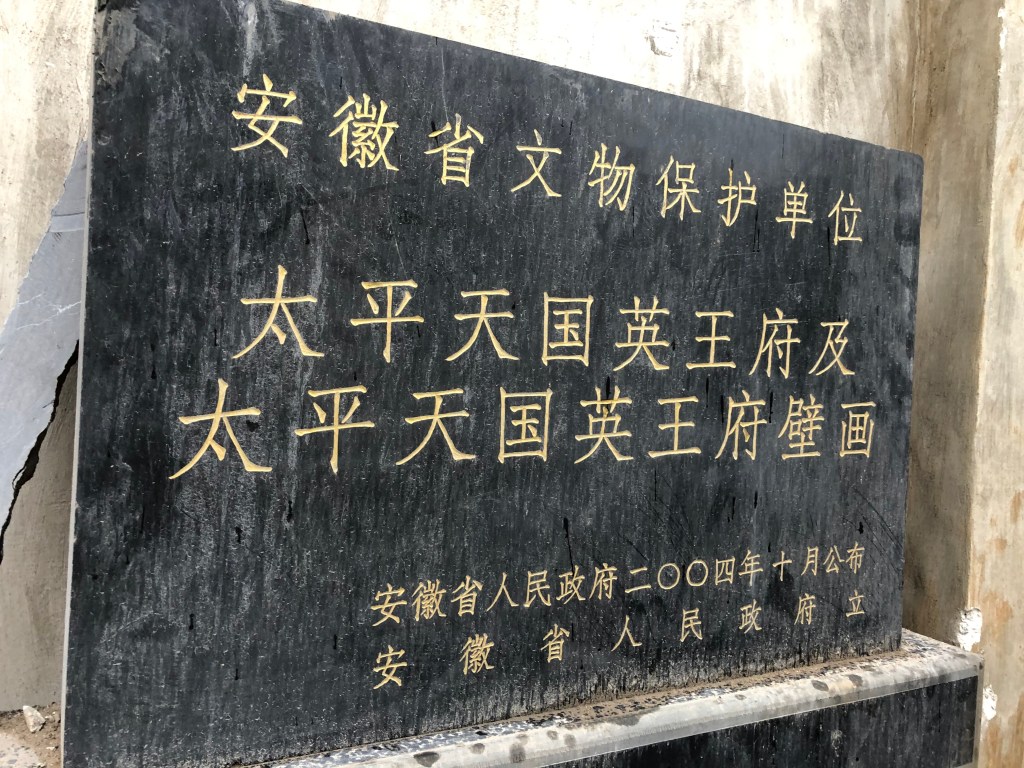 安徽省文物保护单位
太平天国英王府及
太平天国英王府壁画
安徽省人民政府二〇〇四年十月公布
安徽省人民政府立